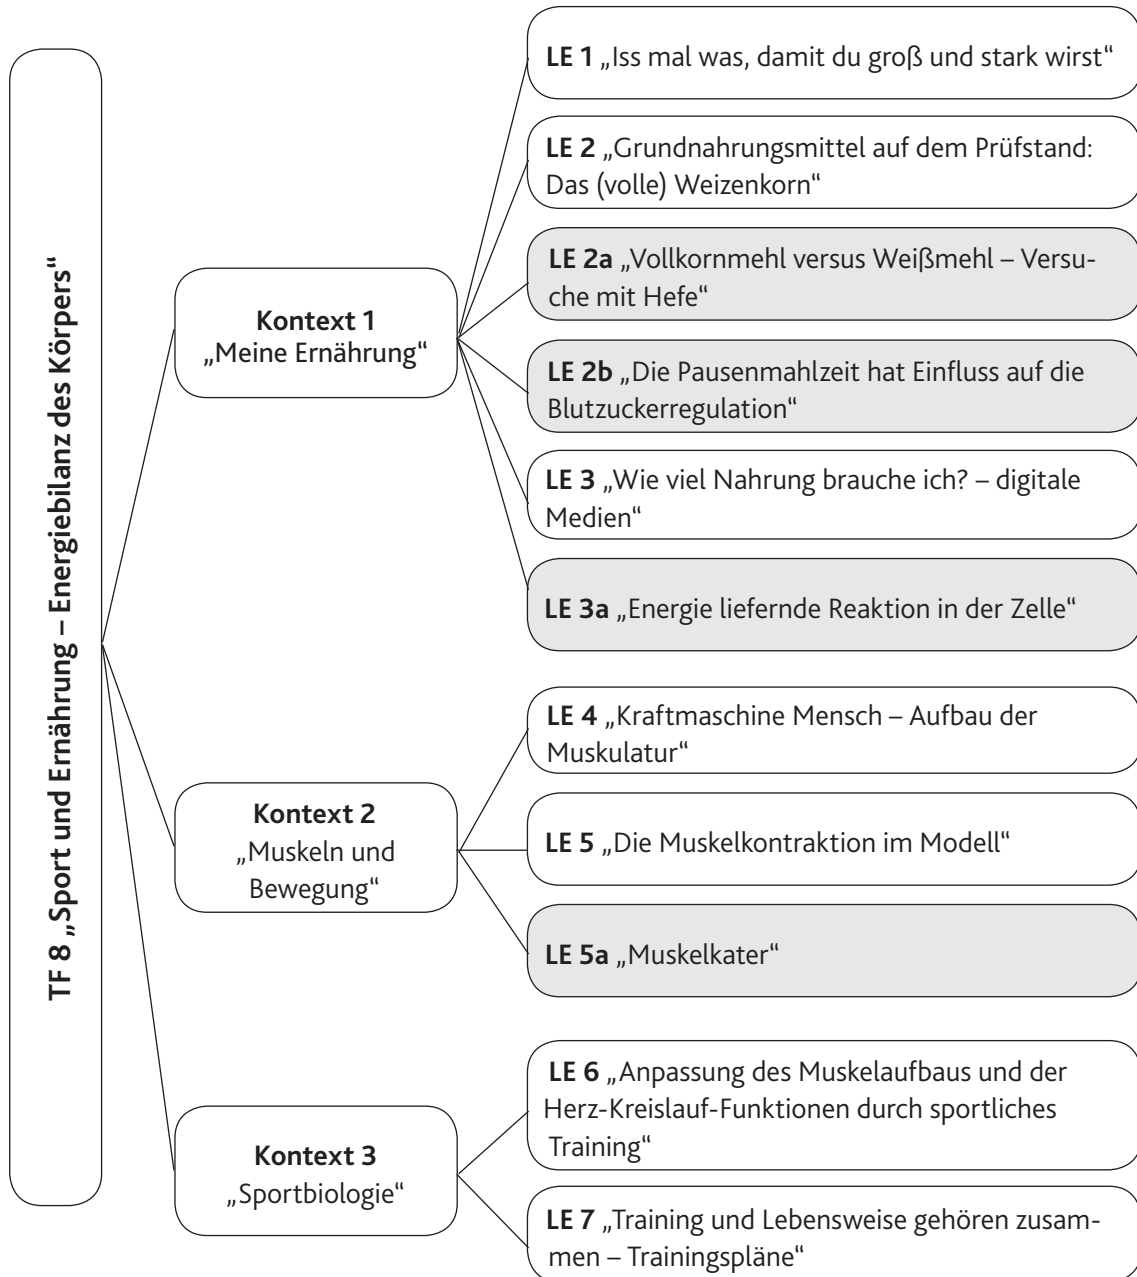 TF 8 „Sport und Ernährung – Energiebilanz des Körpers“
Kontext 1
„Meine Ernährung“
LE 1 „Iss mal was, damit du groß und stark wirst“
LE 2 „Grundnahrungsmittel auf dem Prüfstand:
Das (volle) Weizenkorn“
LE 2a „Vollkornmehl versus Weißmehl – Versu-
che mit Hefe“
LE 2b „Die Pausenmahlzeit hat Einfluss auf die
Blutzuckerregulation“
LE 3 „Wie viel Nahrung brauche ich? – digitale
Medien“
LE 3a „Energie liefernde Reaktion in der Zelle“
Kontext 2
„Muskeln und
Bewegung“
LE 4 „Kraftmaschine Mensch – Aufbau der
Muskulatur“
LE 5 „Die Muskelkontraktion im Modell“
LE 5a „Muskelkater“
Kontext 3
„Sportbiologie“
LE 6 „Anpassung des Muskelaufbaus und der
Herz-Kreislauf-Funktionen durch sportliches
Training“
LE 7 „Training und Lebensweise gehören zusam-
men – Trainingspläne“